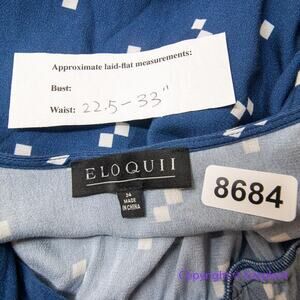 Approximate laid-flat measurements:
Bust:
Waist: 22.5-33"
ELOQUII
24
MADE
IN CHINA
8684